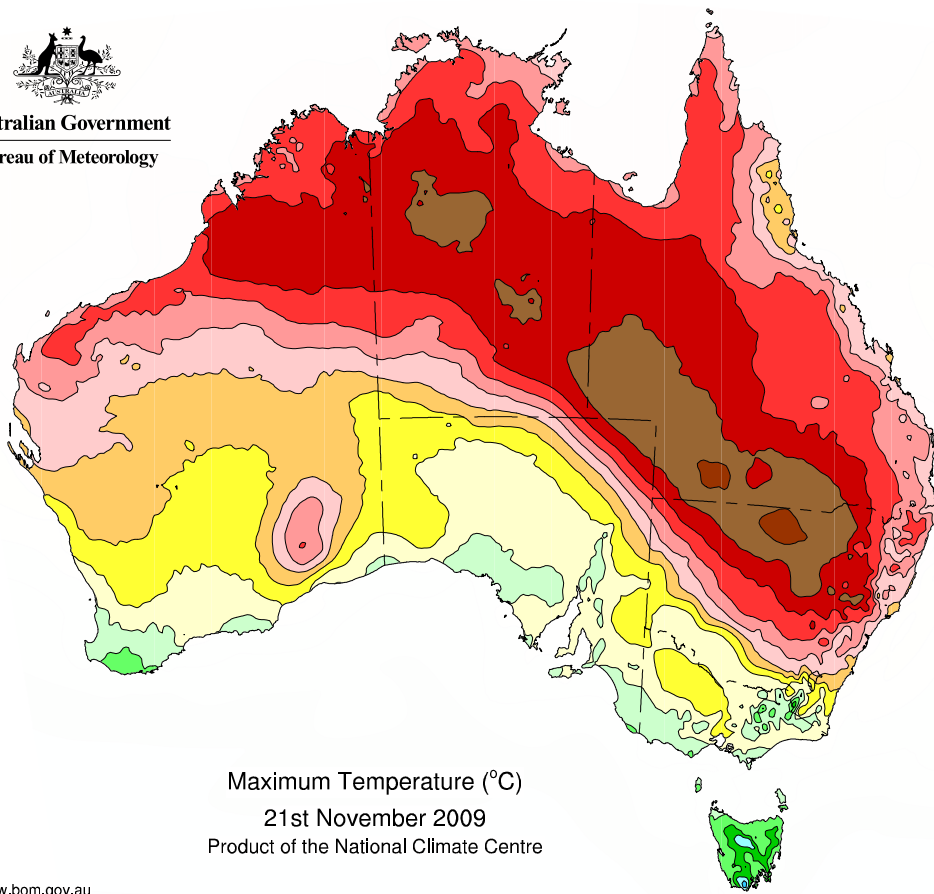 AUSTRALIA
tralian Government
reau of Meteorology
Maximum Temperature (°C)
21st November 2009
Product of the National Climate Centre
w.bom.gov.au